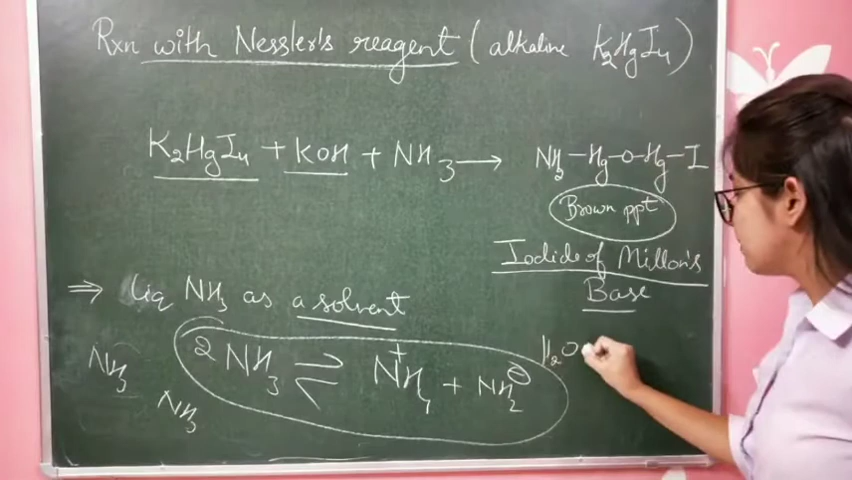 Rxn with Nessler's reagent (alkaline K₂HgI₄)
K₂HgI₄ + KOH + NH₃ ⟶ NH₂–Hg–O–Hg–I
Brown ppt
Iodide of Millon's
Base
⇒ Liq NH₃ as a solvent
2NH₃ ⇌ N⁺H₄ + NH₂⊖
H₂O
NH₃
NH₃